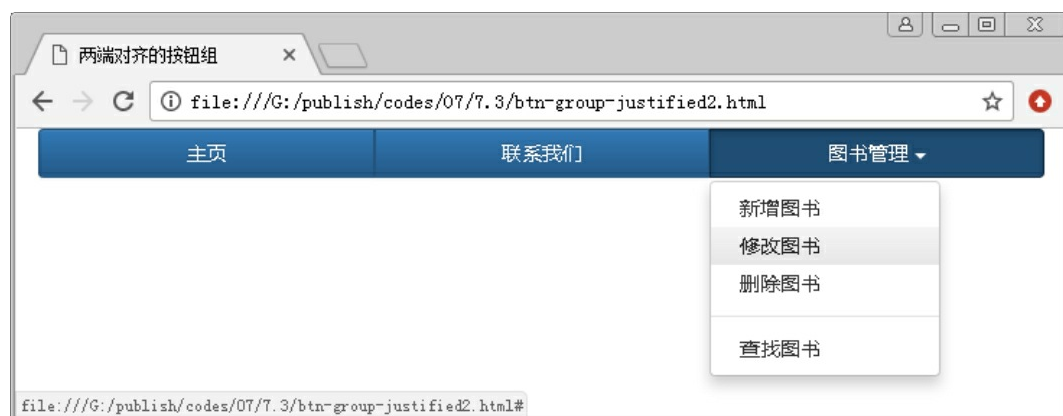 两端对齐的按钮组
file:///G:/publish/codes/07/7.3/btn-group-justified2.html
主页 联系我们 图书管理
新增图书
修改图书
删除图书
查找图书
file:///G:/publish/codes/07/7.3/btn-group-justified2.html#